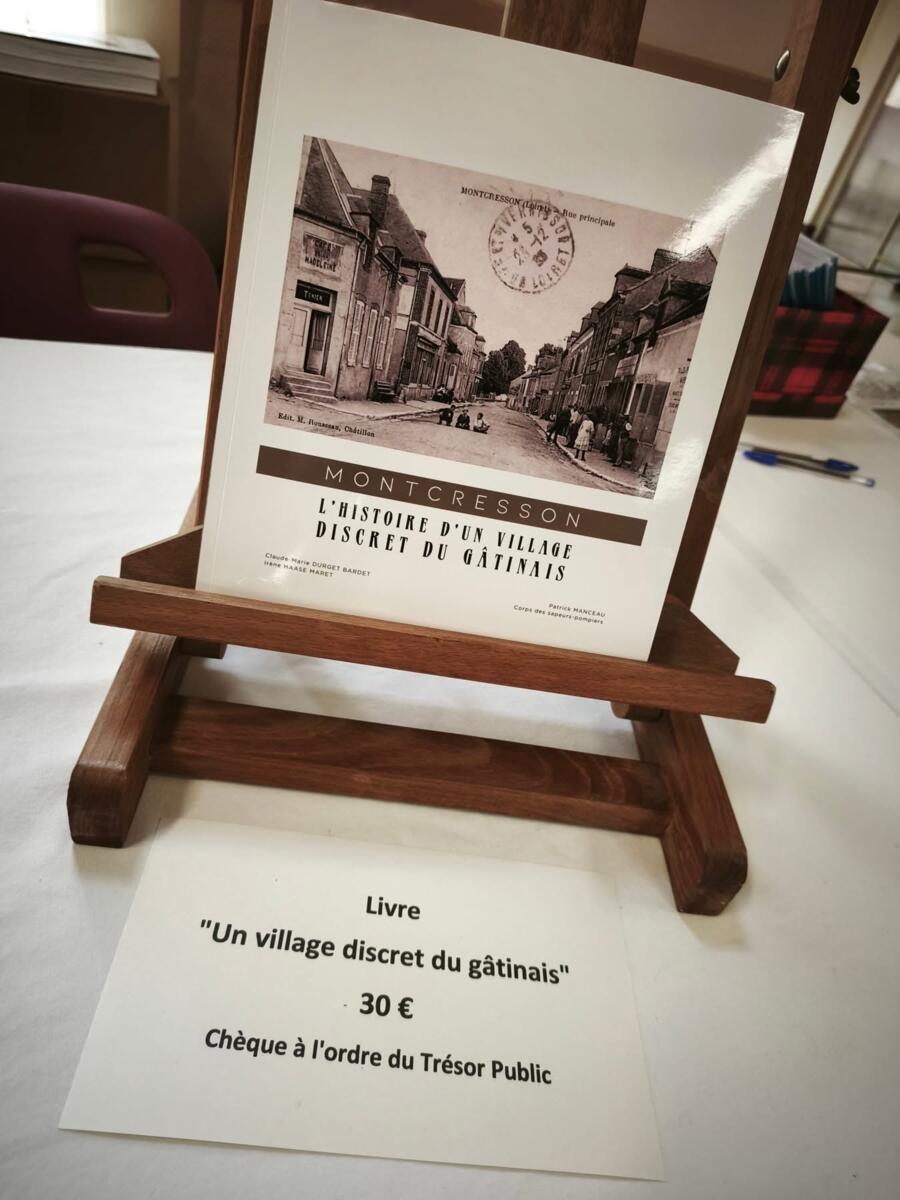 MONTCRESSON (Loiret) - Rue principale
MADELEINE
Edit. M. Rousseau, Châtillon
MONTCRESSON
L'HISTOIRE D'UN VILLAGE
DISCRET DU GÂTINAIS
Claude-Marie DURGET BARDET
Irène HAASE MARET
Patrick MANCEAU
Corps des sapeurs-pompiers
Livre
"Un village discret du gâtinais"
30 €
Chèque à l'ordre du Trésor Public